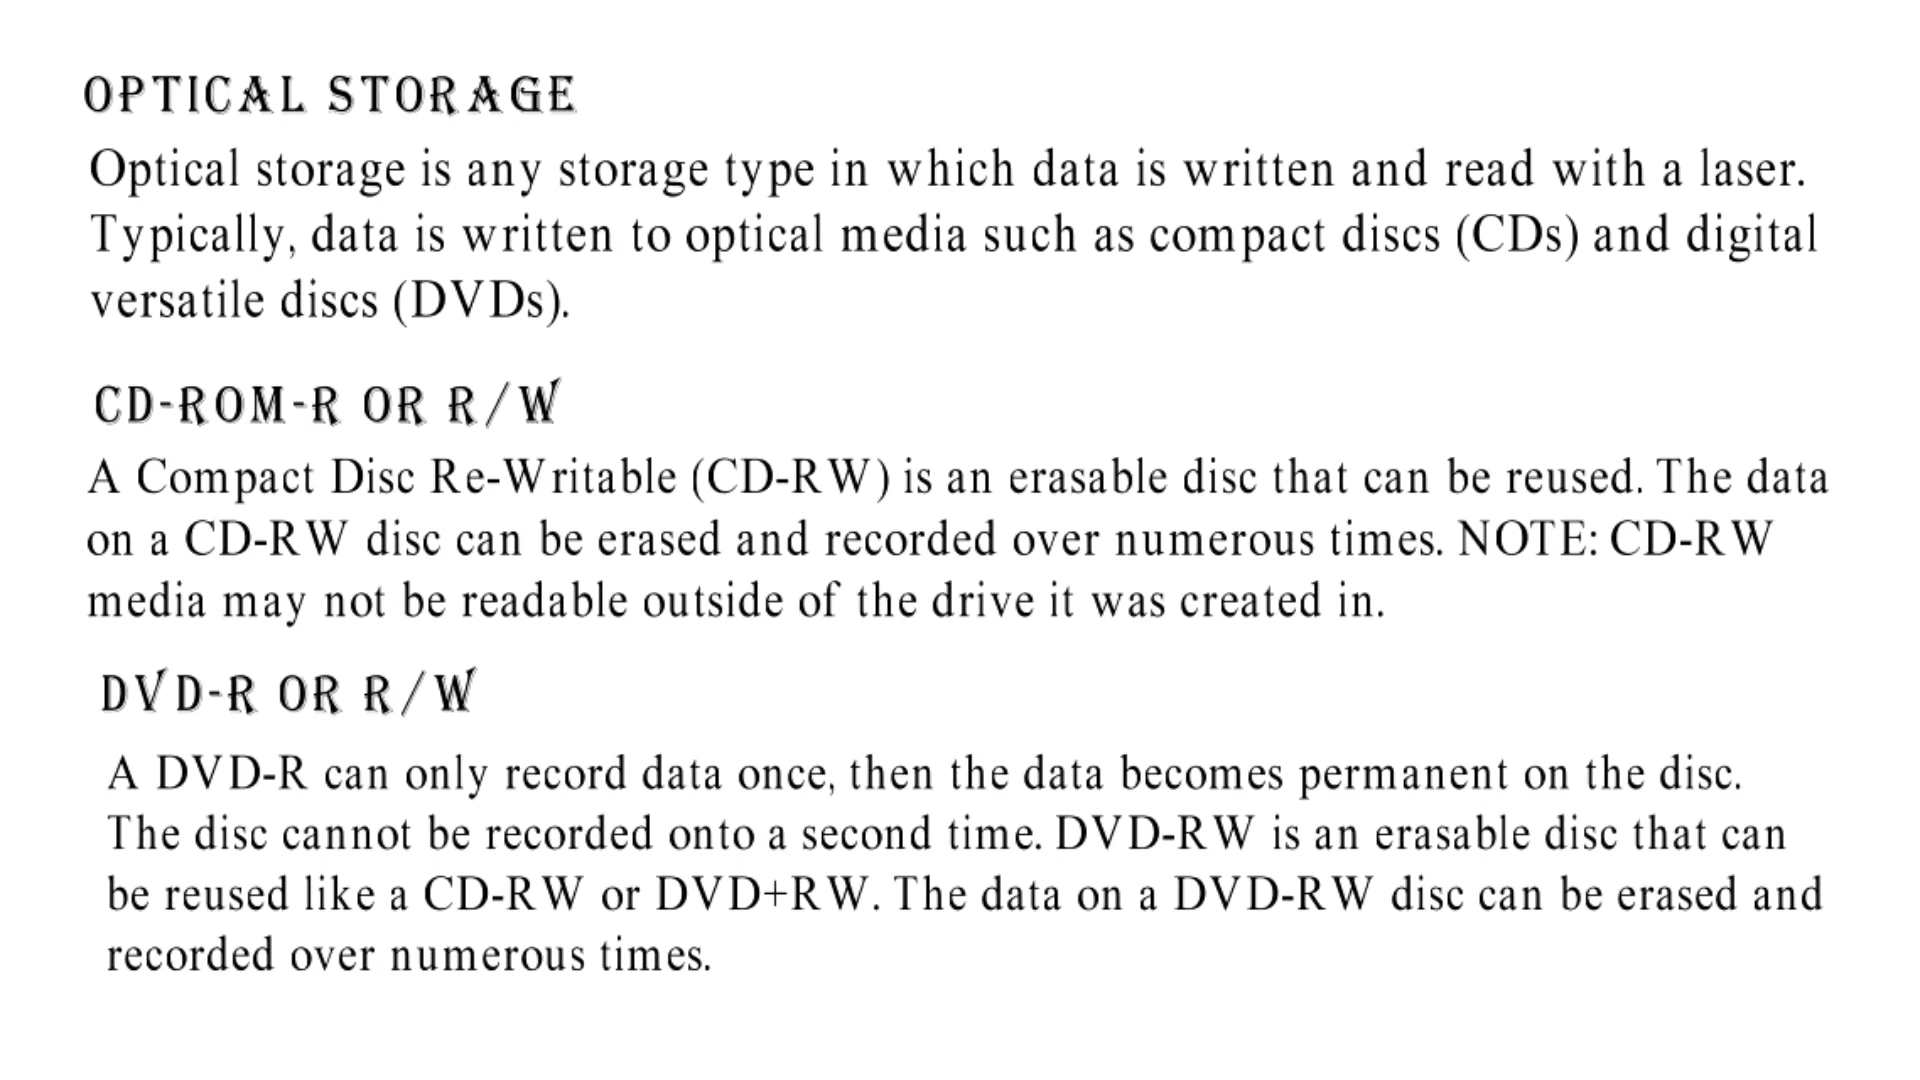 OPTICAL STORAGE
Optical storage is any storage type in which data is written and read with a laser.
Typically, data is written to optical media such as compact discs (CDs) and digital
versatile discs (DVDs).
CD-ROM-R OR R/W
A Compact Disc Re-Writable (CD-RW) is an erasable disc that can be reused. The data
on a CD-RW disc can be erased and recorded over numerous times. NOTE: CD-RW
media may not be readable outside of the drive it was created in.
DVD-R OR R/W
A DVD-R can only record data once, then the data becomes permanent on the disc.
The disc cannot be recorded onto a second time. DVD-RW is an erasable disc that can
be reused like a CD-RW or DVD+RW. The data on a DVD-RW disc can be erased and
recorded over numerous times.